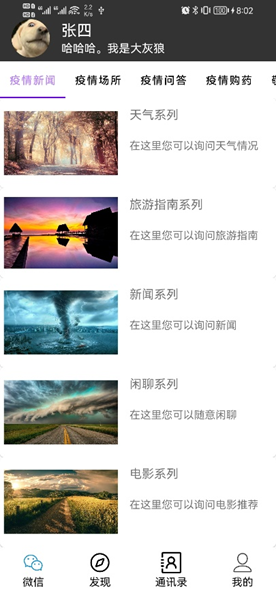 HD 4G 4G 2.2 K/s 100 8:02
张四
哈哈哈。我是大灰狼
疫情新闻 疫情场所 疫情问答 疫情购药
天气系列
在这里您可以询问天气情况
旅游指南系列
在这里您可以询问旅游指南
新闻系列
在这里您可以询问新闻
闲聊系列
在这里您可以随意闲聊
电影系列
在这里您可以询问电影推荐
微信 发现 通讯录 我的